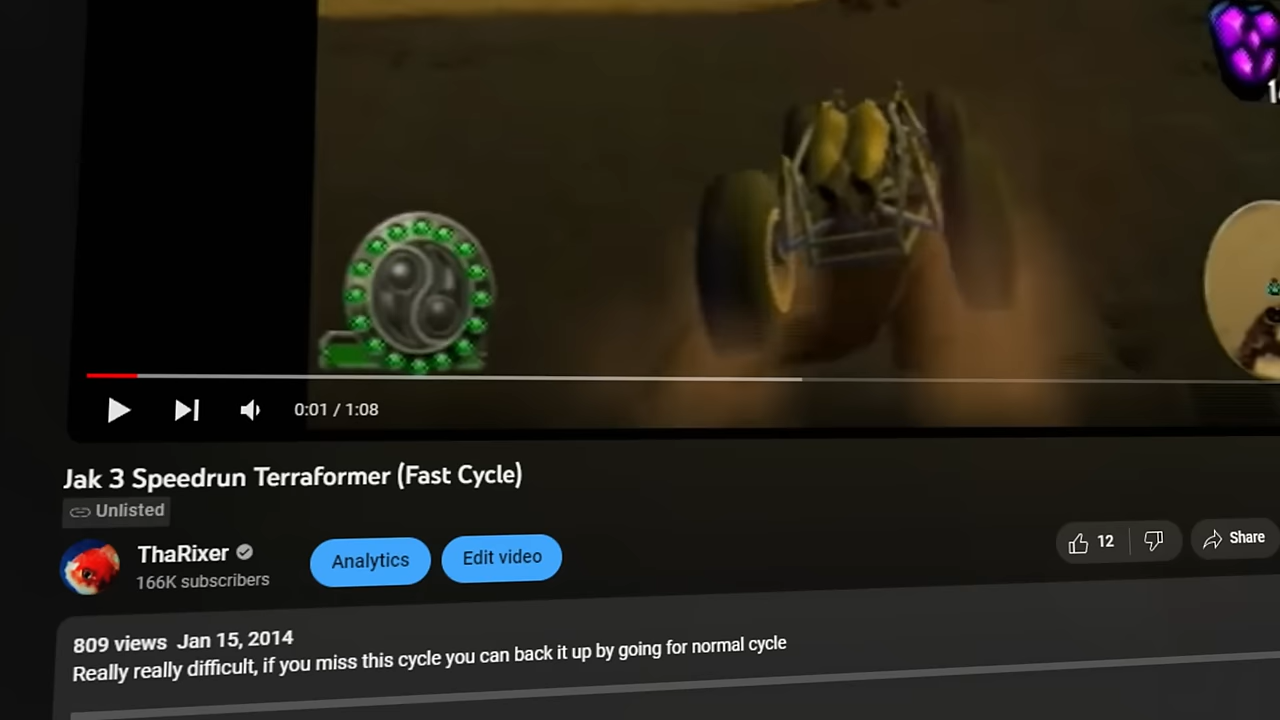 0:01 / 1:08
Jak 3 Speedrun Terraformer (Fast Cycle)
Unlisted
ThaRixer
166K subscribers
Analytics
Edit video
12
Share
809 views Jan 15, 2014
Really really difficult, if you miss this cycle you can back it up by going for normal cycle